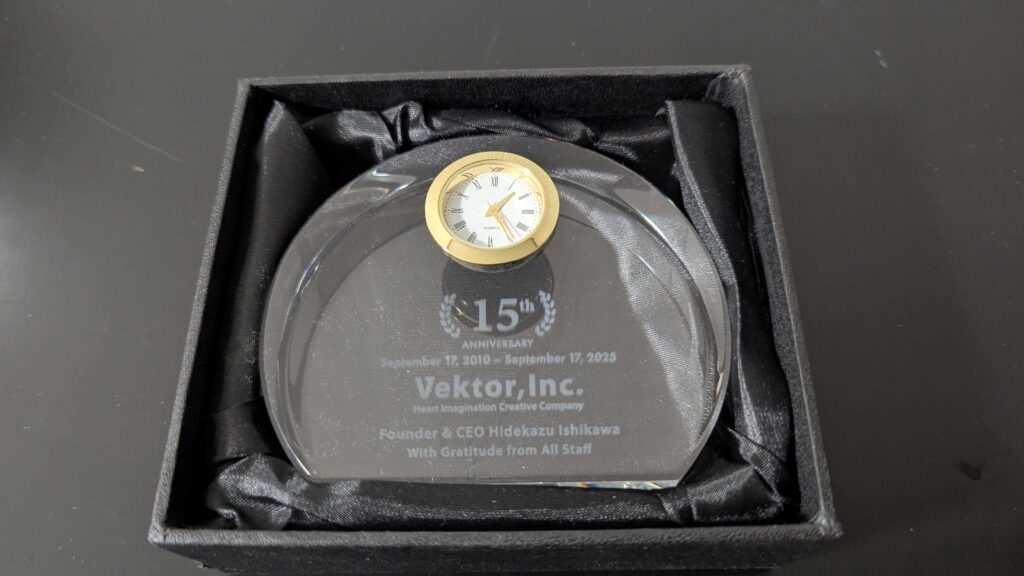 XII
15th
ANNIVERSARY
September 17, 2010 – September 17, 2025
Vektor,Inc.
Heart Imagination Creative Company
Founder & CEO Hidekazu Ishikawa
With Gratitude from All Staff